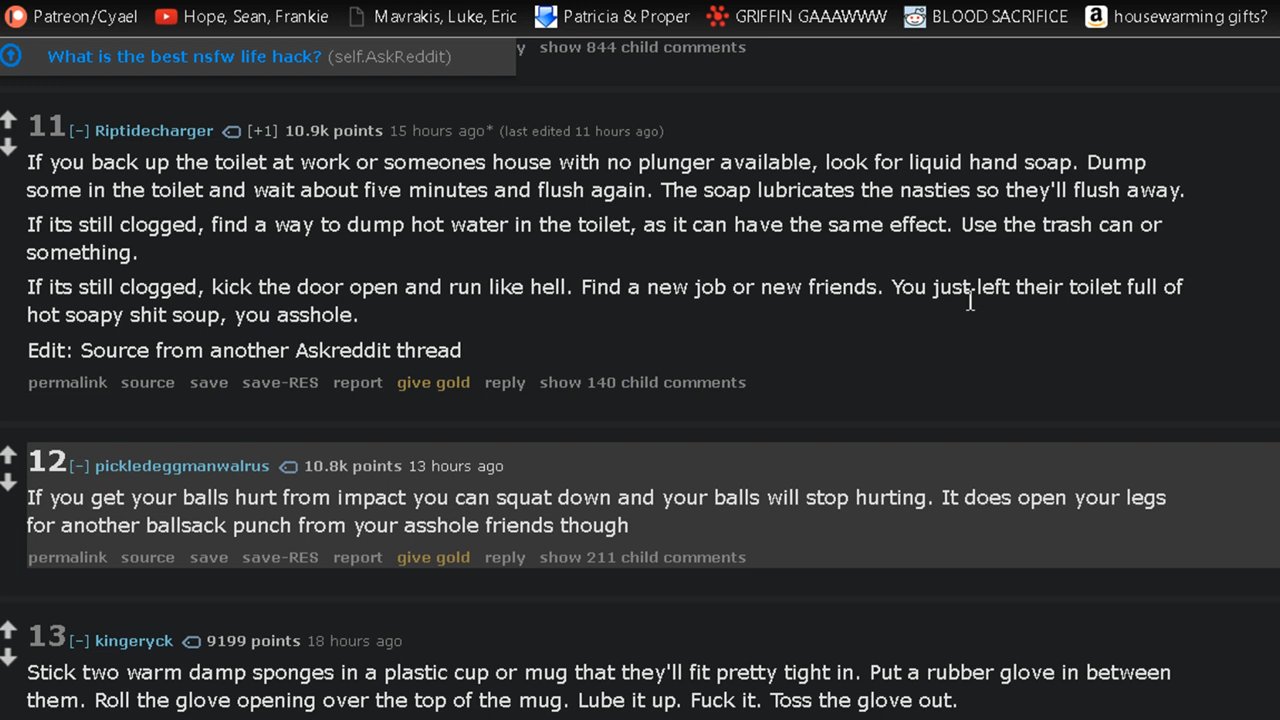 Patreon/Cyael Hope, Sean, Frankie Mavrakis, Luke, Eric Patricia & Proper GRIFFIN GAAAWWW BLOOD SACRIFICE housewarming gifts?
What is the best nsfw life hack? (self.AskReddit) y show 844 child comments
11 [-] Riptidecharger [+1] 10.9k points 15 hours ago* (last edited 11 hours ago)
If you back up the toilet at work or someones house with no plunger available, look for liquid hand soap. Dump
some in the toilet and wait about five minutes and flush again. The soap lubricates the nasties so they'll flush away.
If its still clogged, find a way to dump hot water in the toilet, as it can have the same effect. Use the trash can or
something.
If its still clogged, kick the door open and run like hell. Find a new job or new friends. You just left their toilet full of
hot soapy shit soup, you asshole.
Edit: Source from another Askreddit thread
permalink source save save-RES report give gold reply show 140 child comments
12 [-] pickledeggmanwalrus 10.8k points 13 hours ago
If you get your balls hurt from impact you can squat down and your balls will stop hurting. It does open your legs
for another ballsack punch from your asshole friends though
permalink source save save-RES report give gold reply show 211 child comments
13 [-] kingeryck 9199 points 18 hours ago
Stick two warm damp sponges in a plastic cup or mug that they'll fit pretty tight in. Put a rubber glove in between
them. Roll the glove opening over the top of the mug. Lube it up. Fuck it. Toss the glove out.